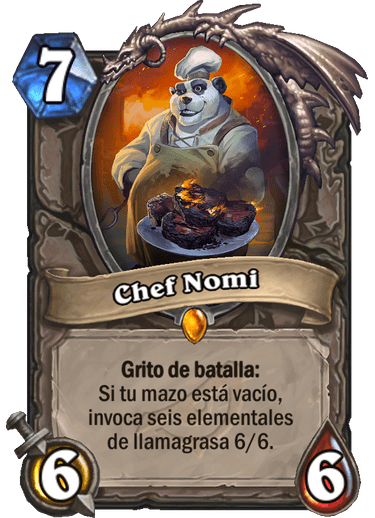 7
Chef Nomi
Grito de batalla:
Si tu mazo está vacío,
invoca seis elementales
de llamagrasa 6/6.
6 6